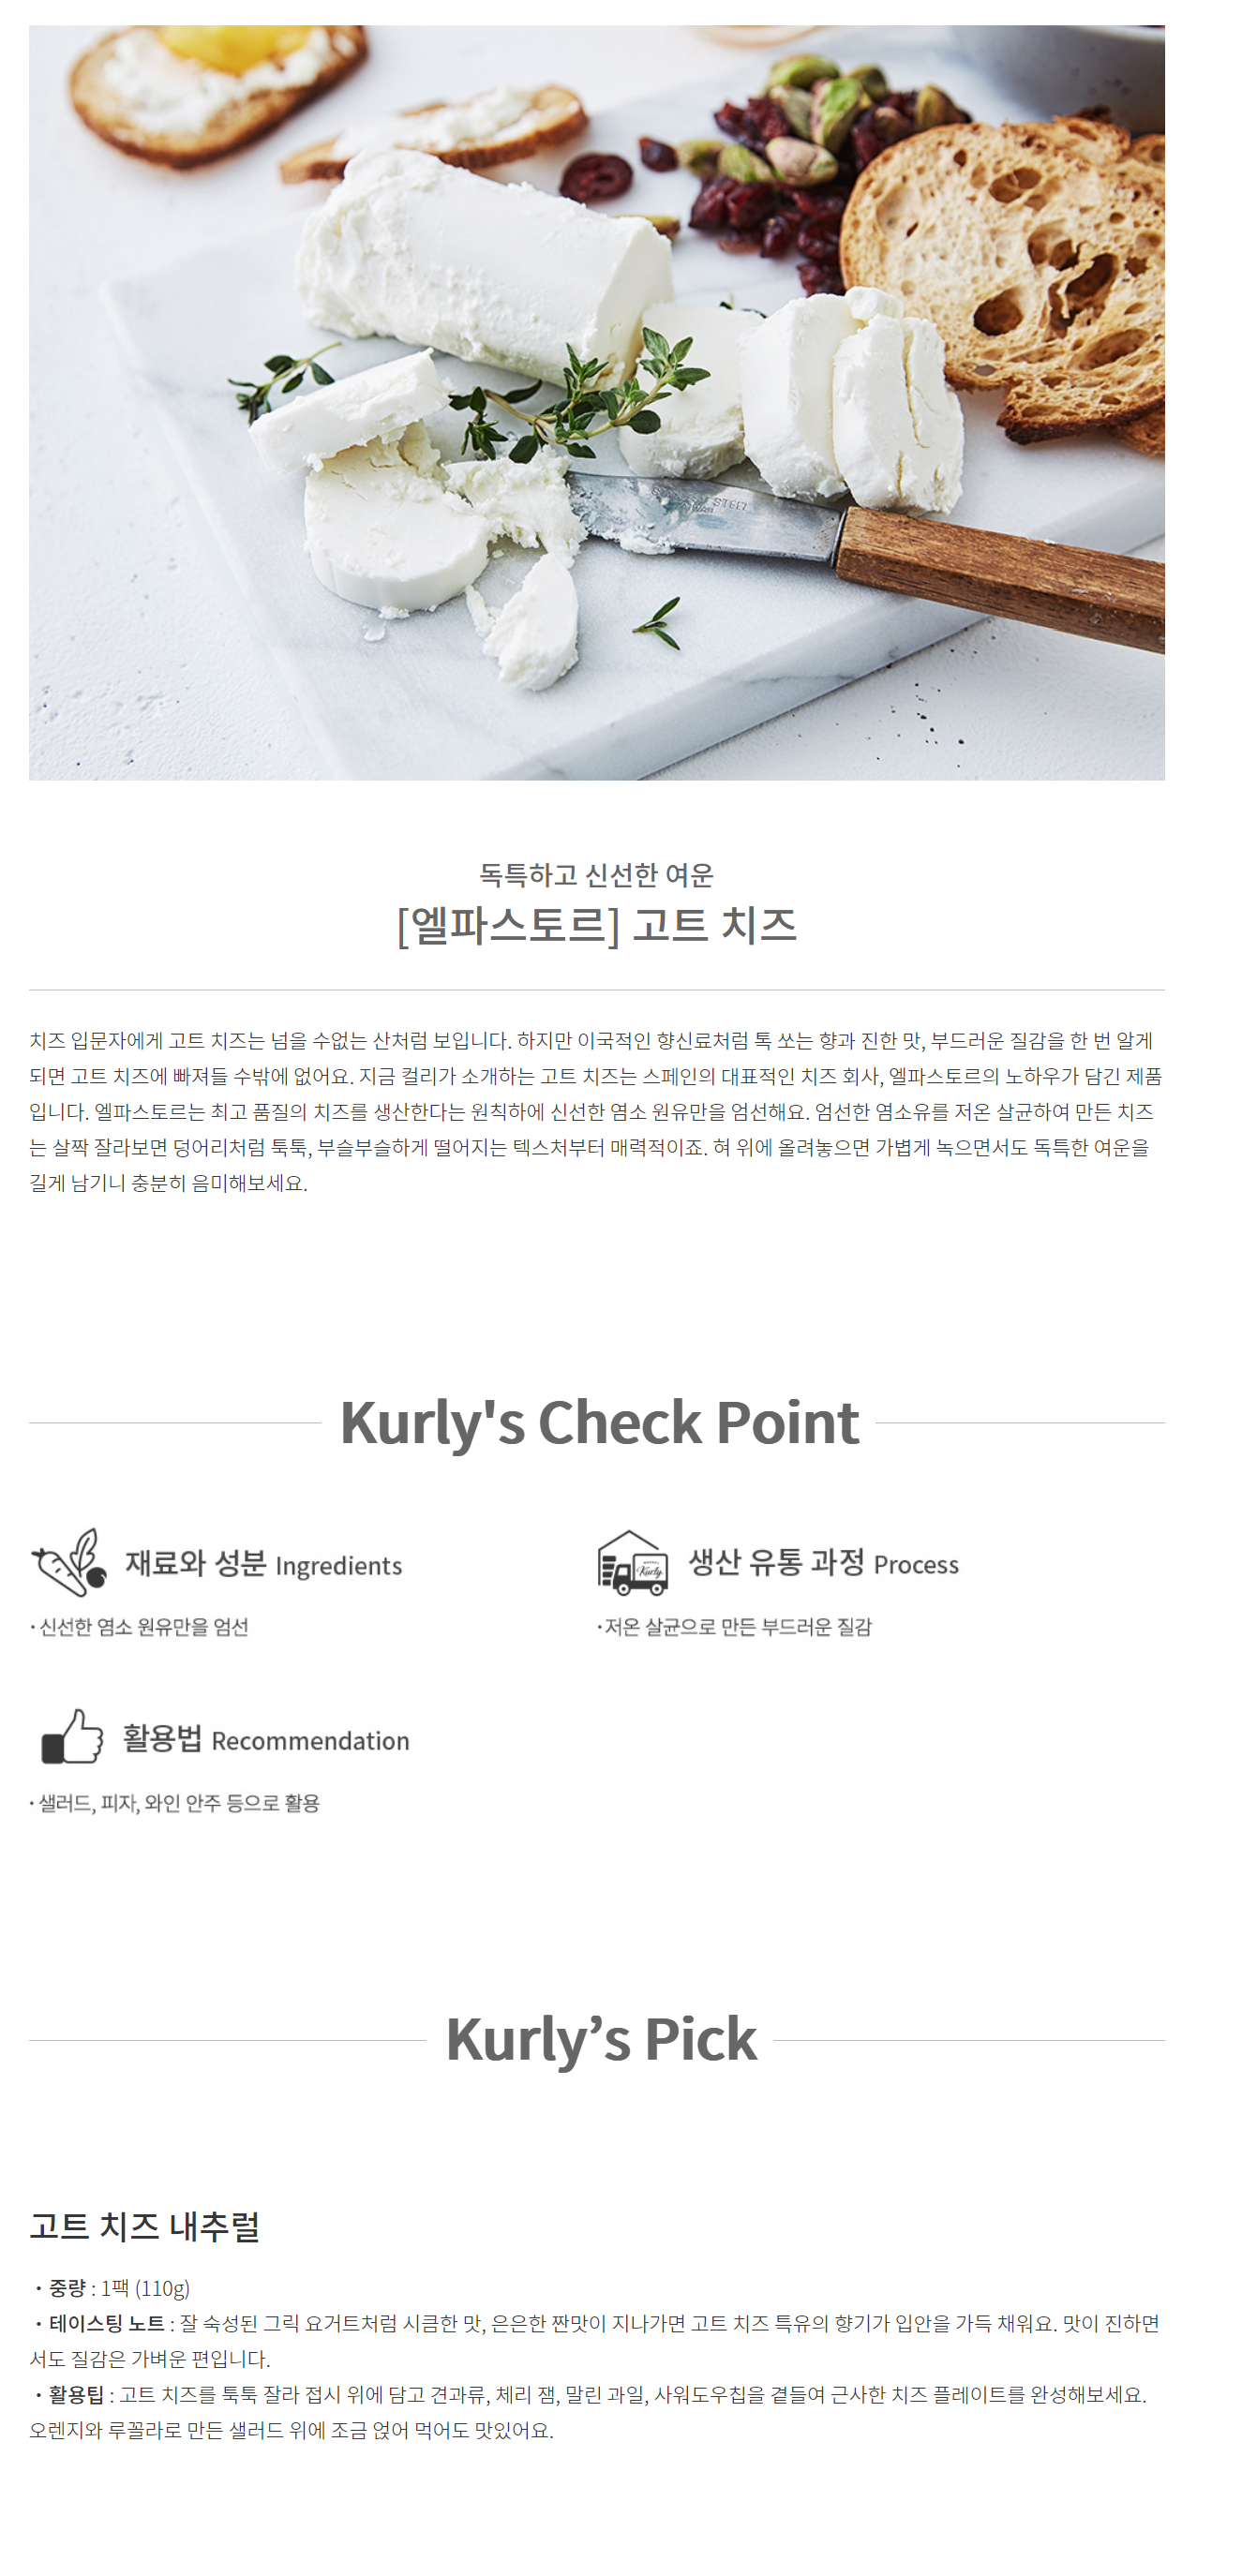 독특하고 신선한 여운
[엘파스토르] 고트 치즈
치즈 입문자에게 고트 치즈는 넘을 수없는 산처럼 보입니다. 하지만 이국적인 향신료처럼 톡 쏘는 향과 진한 맛, 부드러운 질감을 한 번 알게
되면 고트 치즈에 빠져들 수밖에 없어요. 지금 컬리가 소개하는 고트 치즈는 스페인의 대표적인 치즈 회사, 엘파스토르의 노하우가 담긴 제품
입니다. 엘파스토르는 최고 품질의 치즈를 생산한다는 원칙하에 신선한 염소 원유만을 엄선해요. 엄선한 염소유를 저온 살균하여 만든 치즈
는 살짝 잘라보면 덩어리처럼 툭툭, 부슬부슬하게 떨어지는 텍스처부터 매력적이죠. 혀 위에 올려놓으면 가볍게 녹으면서도 독특한 여운을
길게 남기니 충분히 음미해보세요.
Kurly's Check Point
재료와 성분 Ingredients
· 신선한 염소 원유만을 엄선
Kurly
생산 유통 과정 Process
· 저온 살균으로 만든 부드러운 질감
활용법 Recommendation
· 샐러드, 피자, 와인 안주 등으로 활용
Kurly’s Pick
고트 치즈 내추럴
· 중량 : 1팩 (110g)
· 테이스팅 노트 : 잘 숙성된 그릭 요거트처럼 시큼한 맛, 은은한 짠맛이 지나가면 고트 치즈 특유의 향기가 입안을 가득 채워요. 맛이 진하면
서도 질감은 가벼운 편입니다.
· 활용팁 : 고트 치즈를 툭툭 잘라 접시 위에 담고 견과류, 체리 잼, 말린 과일, 사워도우칩을 곁들여 근사한 치즈 플레이트를 완성해보세요.
오렌지와 루꼴라로 만든 샐러드 위에 조금 얹어 먹어도 맛있어요.